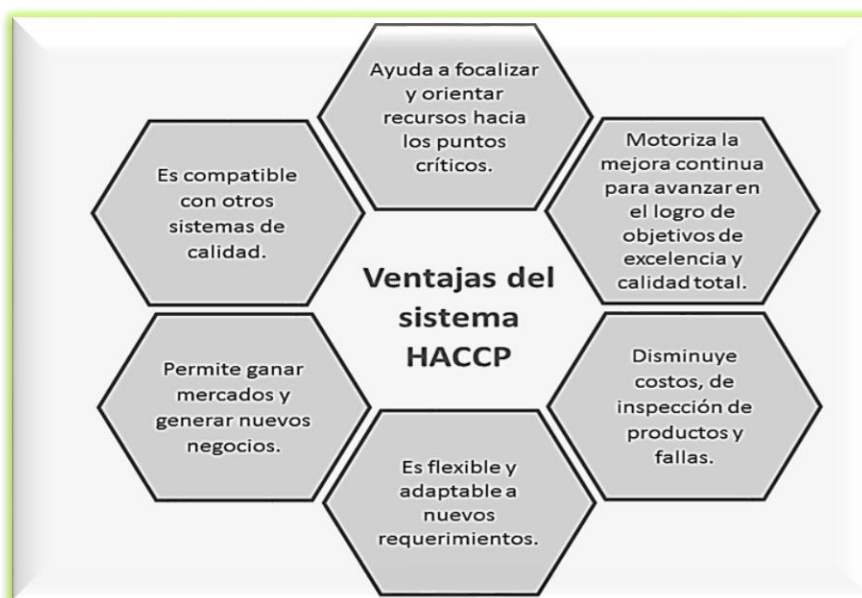 Ayuda a focalizar
y orientar
recursos hacia
los puntos
críticos.
Es compatible
con otros
sistemas de
calidad.
Motoriza la
mejora continua
para avanzar en
el logro de
objetivos de
excelencia y
calidad total.
Ventajas del
sistema
HACCP
Permite ganar
mercados y
generar nuevos
negocios.
Disminuye
costos, de
inspección de
productos y
fallas.
Es flexible y
adaptable a
nuevos
requerimientos.